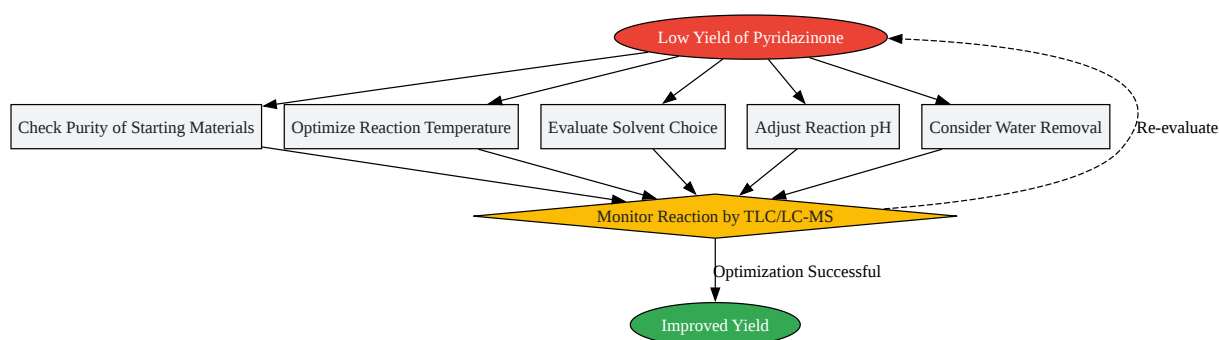 Low Yield of Pyridazinone
Check Purity of Starting Materials
Optimize Reaction Temperature
Evaluate Solvent Choice
Adjust Reaction pH
Consider Water Removal
Re-evaluate
Monitor Reaction by TLC/LC-MS
Optimization Successful
Improved Yield